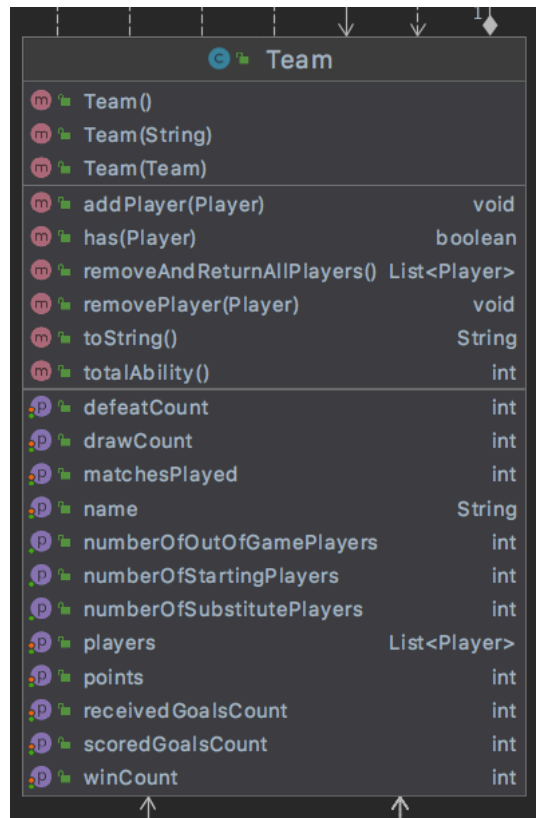 1
C Team
m Team()
m Team(String)
m Team(Team)
m addPlayer(Player) void
m has(Player) boolean
m removeAndReturnAllPlayers() List<Player>
m removePlayer(Player) void
m toString() String
m totalAbility() int
p defeatCount int
p drawCount int
p matchesPlayed int
p name String
p numberOfOutOfGamePlayers int
p numberOfStartingPlayers int
p numberOfSubstitutePlayers int
p players List<Player>
p points int
p receivedGoalsCount int
p scoredGoalsCount int
p winCount int